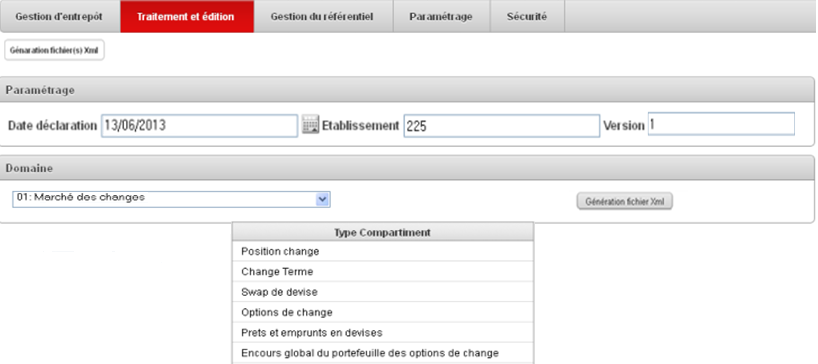 Gestion d'entrepôt Traitement et édition Gestion du référentiel Paramétrage Sécurité
Génaration fichier(s) Xml
Paramétrage
Date déclaration 13/06/2013 Etablissement 225 Version 1
Domaine
01: Marché des changes Génération fichier Xml
Type Compartiment
Position change
Change Terme
Swap de devise
Options de change
Prets et emprunts en devises
Encours global du portefeuille des options de change